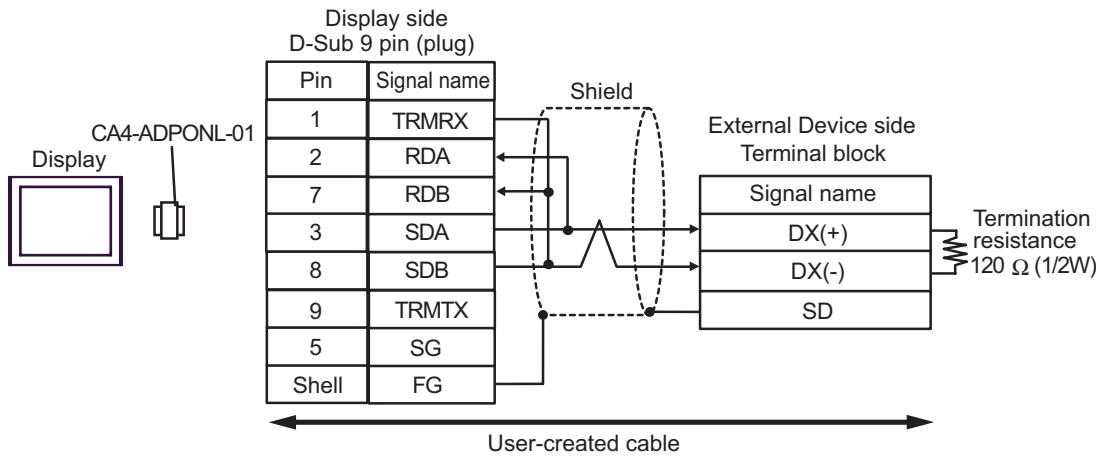 Display side
D-Sub 9 pin (plug)
Pin Signal name
1 TRMRX
2 RDA
7 RDB
3 SDA
8 SDB
9 TRMTX
5 SG
Shell FG
CA4-ADPONL-01
Display
Shield
External Device side
Terminal block
Signal name
DX(+)
DX(-)
SD
Termination
resistance
120 Ω (1/2W)
User-created cable